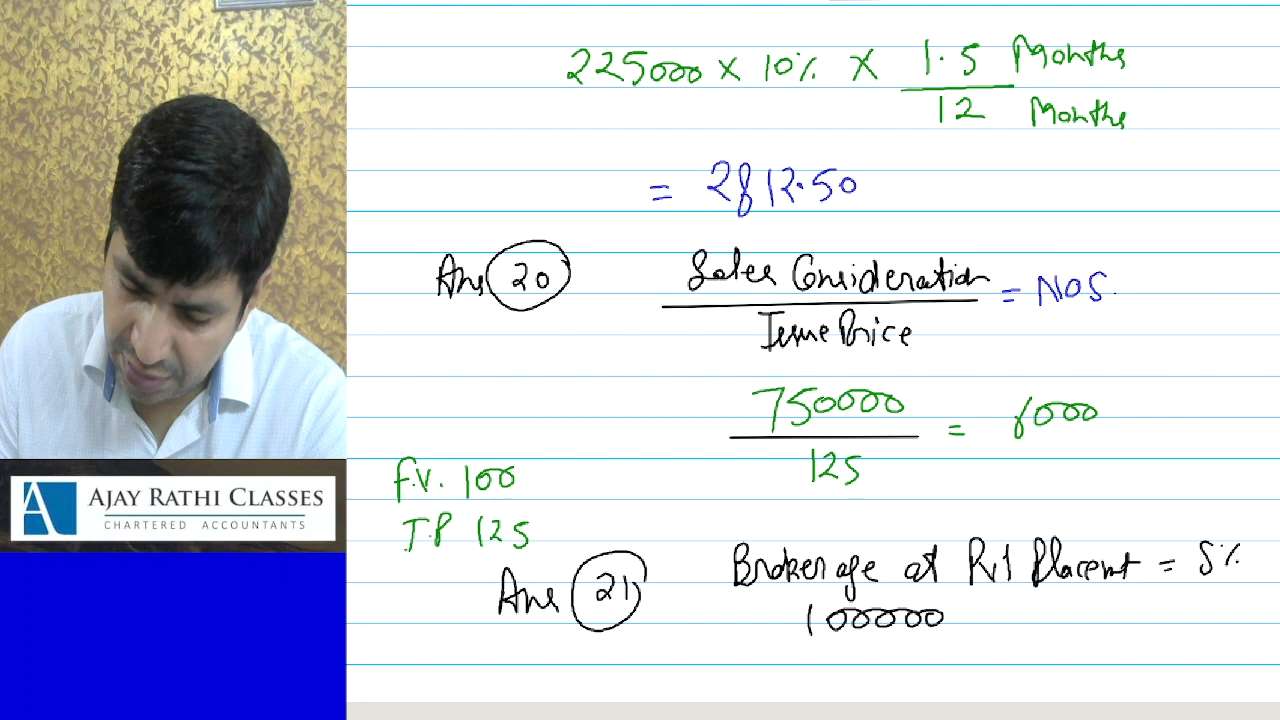 225000 x 10% x 1.5 Months
12 Months
= 2812.50
Ans 20 Sales Consideration = NOS.
Issue Price
750000 = 6000
125
F.V. 100
I.P 125
AJAY RATHI CLASSES
CHARTERED ACCOUNTANTS
Ans 21 Brokerage at Pvt Placemt = 5%
100000